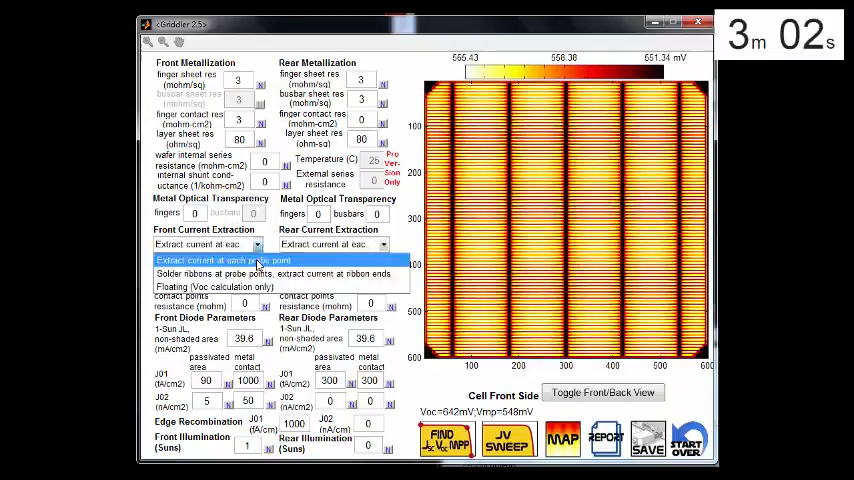 <Griddler 2.5>
3m 02s
Front Metallization
Rear Metallization
finger sheet res
(mohm/sq)
3
finger sheet res
(mohm/sq)
3
busbar sheet res
(mohm/sq)
3
busbar sheet res
(mohm/sq)
3
finger contact res
(mohm-cm2)
3
finger contact res
(mohm-cm2)
0
layer sheet res
(ohm/sq)
80
layer sheet res
(ohm/sq)
80
wafer internal series
resistance (mohm-cm2)
0
Temperature (C)
25
internal shunt cond-
uctance (1/kohm-cm2)
0
External series
resistance
0
Pro
Ver-
sion
Only
Metal Optical Transparency
fingers 0 busbars 0
Metal Optical Transparency
fingers 0 busbars 0
Front Current Extraction
Extract current at eac
Rear Current Extraction
Extract current at eac
Extract current at each probe point
Solder ribbons at probe points, extract current at ribbon ends
Floating (Voc calculation only)
contact points
resistance (mohm) 0
contact points
resistance (mohm) 0
Front Diode Parameters
Rear Diode Parameters
1-Sun JL,
non-shaded area
(mA/cm2)
39.6
1-Sun JL,
non-shaded area
(mA/cm2)
39.6
passivated area
metal contact
passivated area
metal contact
J01
(fA/cm2)
90 1000
J01
(fA/cm2)
300 300
J02
(nA/cm2)
5 50
J02
(nA/cm2)
0 0
Edge Recombination
J01
(fA/cm)
1000
J02
(nA/cm)
0
Front Illumination
(Suns)
1
Rear Illumination
(Suns)
0
565.43 558.38 551.34 mV
100
200
300
400
500
600
100 200 300 400 500 600
Cell Front Side
Toggle Front/Back View
Voc=642mV;Vmp=548mV
FIND
Jsc Voc MPP
JV
SWEEP
MAP
REPORT
SAVE
START
OVER